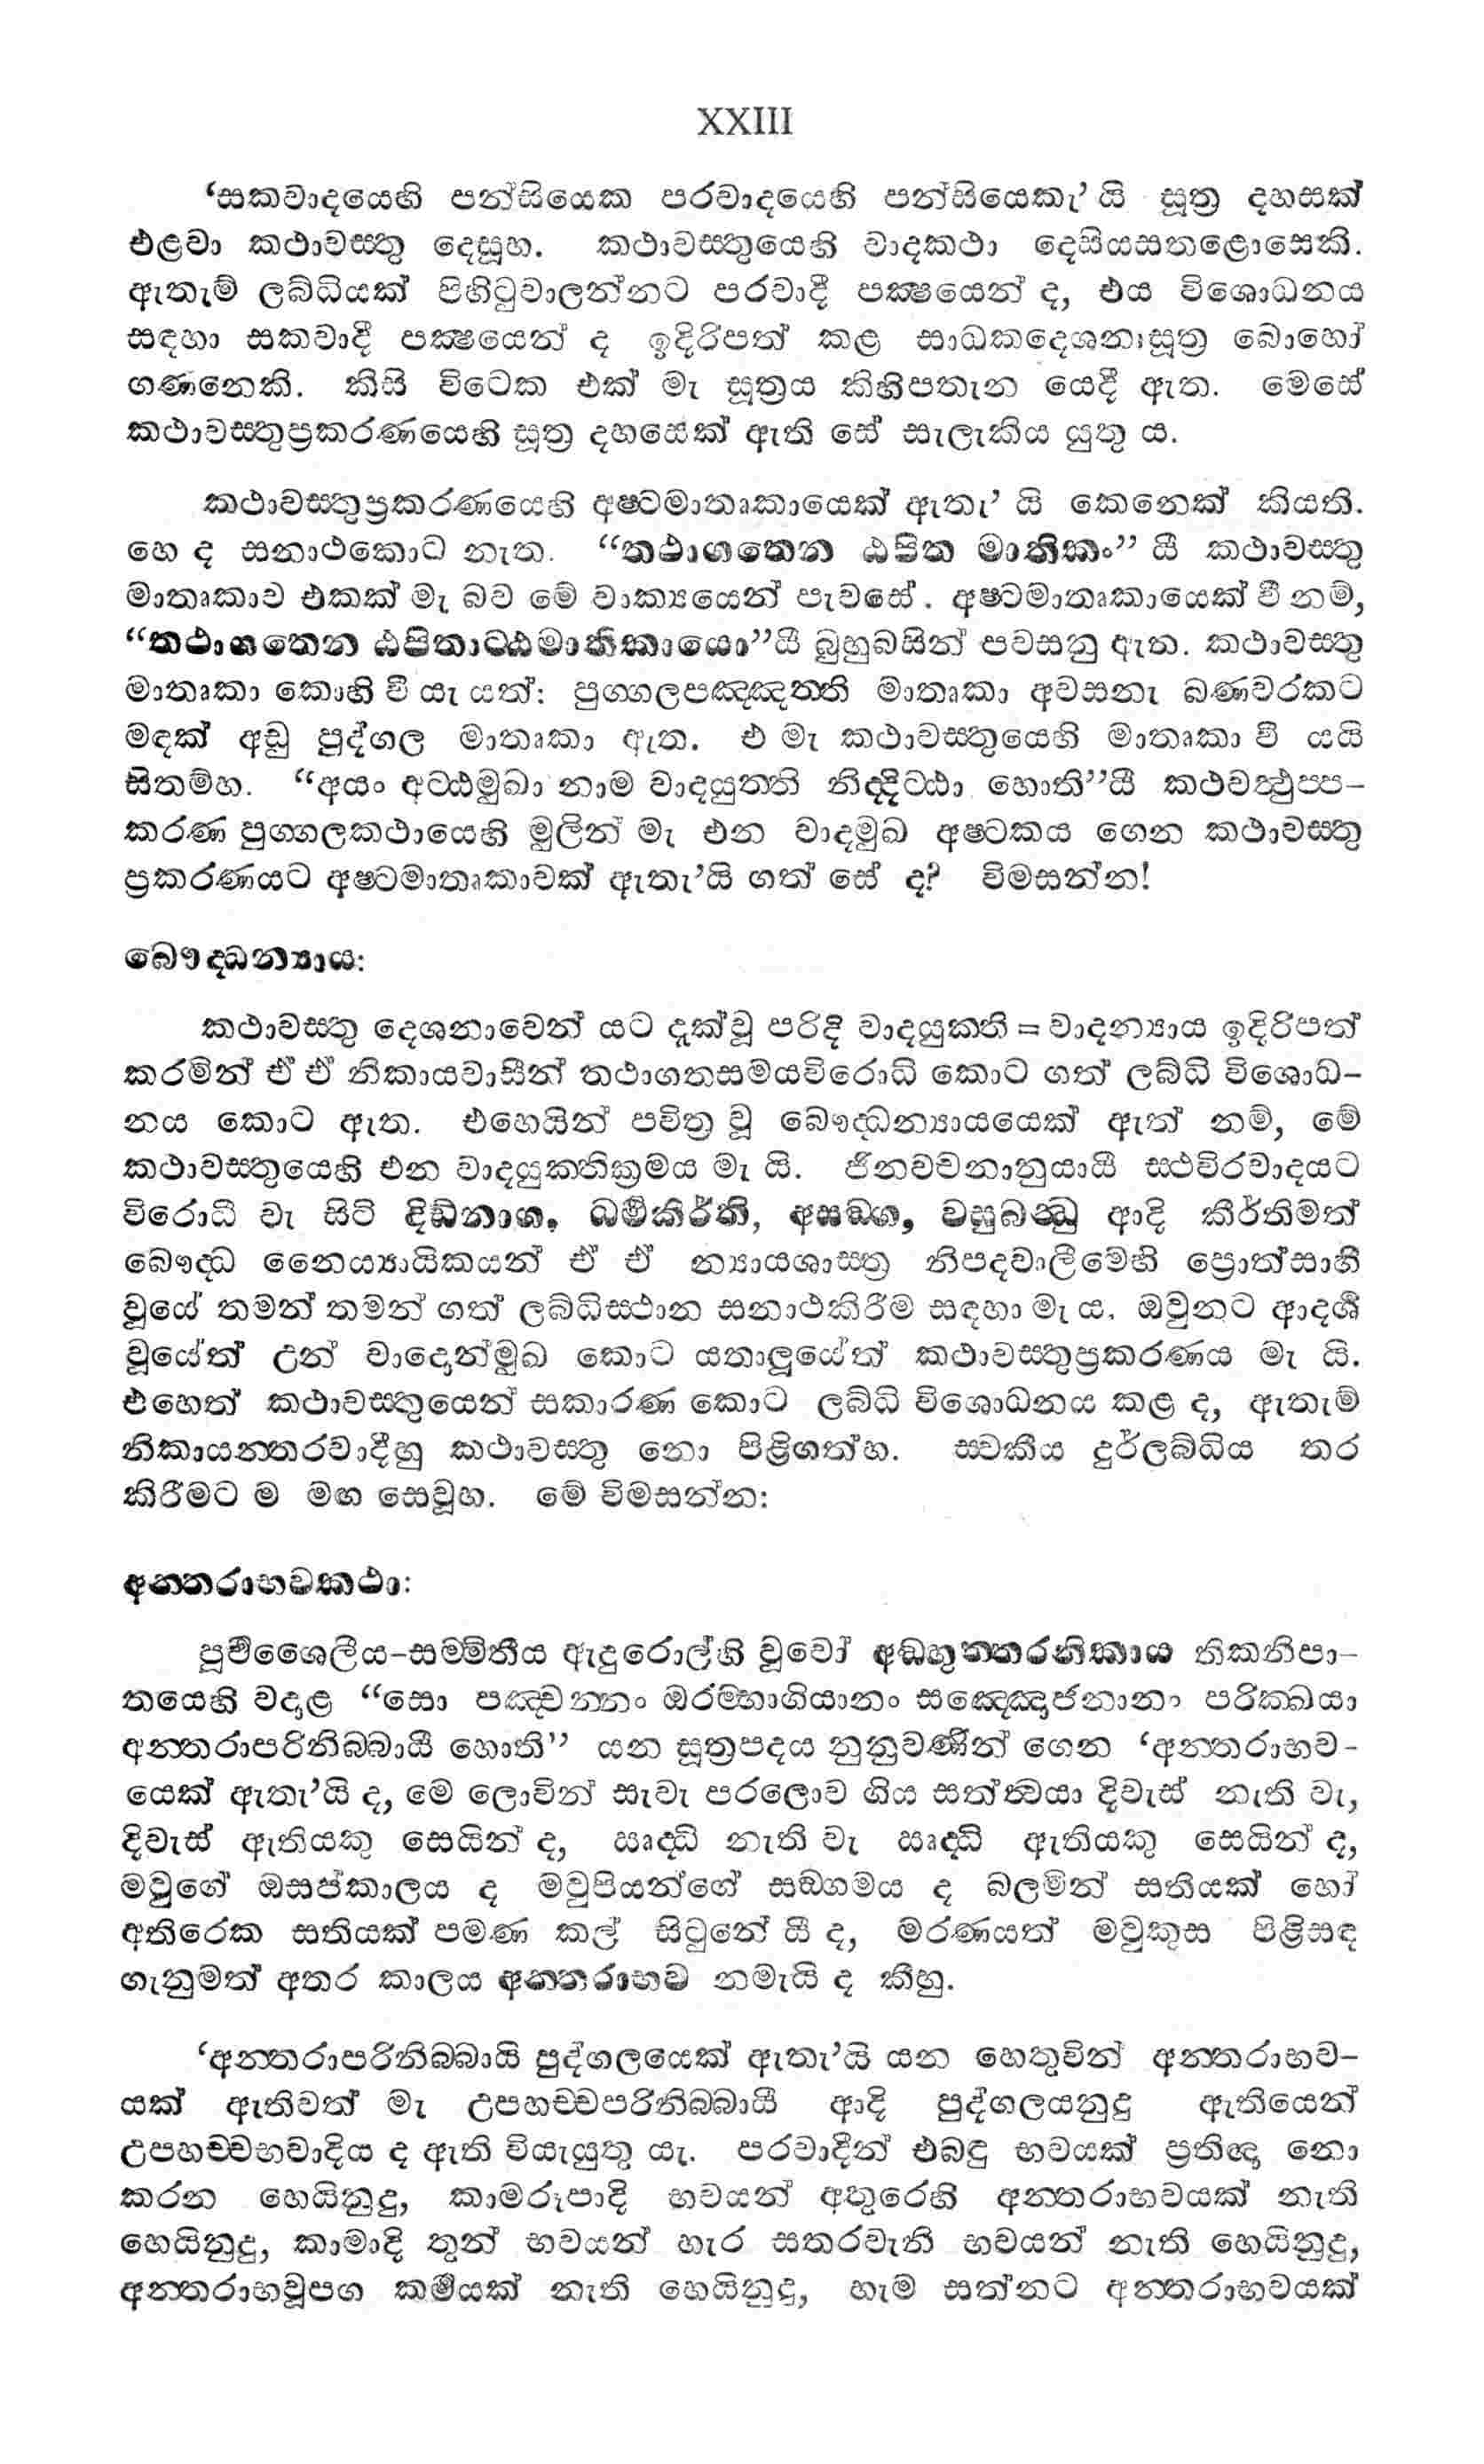 XXIII
‘සකවාදයෙහි පන්සියෙක පරවාදයෙහි පන්සියෙකැ’ යි සූත්‍ර දහසක්
එළවා කථාවස්තු දෙසූහ. කථාවස්තුයෙහි වාදකථා දෙසියසතළොසෙකි.
ඇතැම් ලබ්ධියක් පිහිටුවාලන්නට පරවාදී පක්‍ෂයෙන් ද, එය විශොධනය
සඳහා සකවාදී පක්‍ෂයෙන් ද ඉදිරිපත් කළ සාධකදෙශනාසූත්‍ර බොහෝ
ගණනෙකි. කිසි විටෙක එක් මැ සූත්‍රය කිහිපතැන යෙදී ඇත. මෙසේ
කථාවස්තුප්‍රකරණයෙහි සූත්‍ර දහසෙක් ඇති සේ සැලැකිය යුතු ය.
කථාවස්තුප්‍රකරණයෙහි අෂ්ටමාතෘකායෙක් ඇතැ’ යි කෙනෙක් කියති.
හෙ ද සනාථකොට නැත. “තථාගතෙන ඨපිත මාතිකං” යී කථාවස්තු
මාතෘකාව එකක් මැ බව මේ වාක්‍යයෙන් පැවසේ. අෂ්ටමාතෘකායෙක් වී නම්,
“තථාගතෙන ඨපිතාට්ඨමාතිකායො”යී බුහුබසින් පවසනු ඇත. කථාවස්තු
මාතෘකා කොහි වී යැ යත්: පුග්ගලපඤ්ඤත්ති මාතෘකා අවසනැ බණවරකට
මඳක් අඩු පුද්ගල මාතෘකා ඇත. එ මැ කථාවස්තුයෙහි මාතෘකා වී යයි
සිතම්හ. “අයං අට්ඨමුඛා නාම වාදයුත්ති නිද්දිට්ඨා හොති”යී කථවත්ථුප්ප-
කරණ පුග්ගලකථායෙහි මුලින් මැ එන වාදමුඛ අෂ්ටකය ගෙන කථාවස්තු
ප්‍රකරණයට අෂ්ටමාතෘකාවක් ඇතැ’යි ගත් සේ ද? විමසන්න!
බෞද්ධන්‍යාය:
කථාවස්තු දෙශනාවෙන් යට දැක්වූ පරිදි වාදයුක්ති = වාදන්‍යාය ඉදිරිපත්
කරමින් ඒ ඒ නිකායවාසීන් තථාගතසමයවිරොධි කොට ගත් ලබ්ධි විශොධ-
නය කොට ඇත. එහෙයින් පවිත්‍ර වූ බෞද්ධන්‍යායයෙක් ඇත් නම්, මේ
කථාවස්තුයෙහි එන වාදයුක්තික්‍රමය මැ යි. ජිනවචනානුයායී ස්ථවිරවාදයට
විරොධී වැ සිටි දිඞ්නාග, ධර්‍මකීර්ති, අසඞ්ග, වසුබන්ධු ආදි කීර්තිමත්
බෞද්ධ නෛය්‍යායිකයන් ඒ ඒ න්‍යායශාස්ත්‍ර නිපදවාලීමෙහි ප්‍රොත්සාහී
වූයේ තමන් තමන් ගත් ලබ්ධිස්ථාන සනාථකිරීම සඳහා මැ ය. ඔවුනට ආදර්‍ශ
වූයේත් උන් වාදොන්මුඛ කොට යතාලූයේත් කථාවස්තුප්‍රකරණය මැ යි.
එහෙත් කථාවස්තුයෙන් සකාරණ කොට ලබ්ධි විශොධනය කළ ද, ඇතැම්
නිකායන්තරවාදීහු කථාවස්තු නො පිළිගත්හ. ස්වකීය දුර්ලබ්ධිය තර
කිරීමට ම මඟ සෙවූහ. මේ විමසන්න:
අන්තරාභවකථා:
පූර්‍වශෛලීය-සම්මිතීය ඇදුරොල්හි වූවෝ අඞ්ගුත්තරනිකාය තිකනිපා-
තයෙහි වදාළ “සො පඤ්චන්නං ඔරම්භාගියානං සඤ්ඤොජනානං පරික්ඛයා
අන්තරාපරිනිබ්බායී හොති” යන සූත්‍රපදය නුනුවණින් ගෙන ‘අන්තරාභව-
යෙක් ඇතැ’යි ද, මෙ ලොවින් සැවැ පරලොව ගිය සත්ත්‍වයා දිවැස් නැති වැ,
දිවැස් ඇතියකු සෙයින් ද, ඍද්ධි නැති වැ ඍද්ධි ඇතියකු සෙයින් ද,
මවුගේ ඔසප්කාලය ද මවුපියන්ගේ සඞ්ගමය ද බලමින් සතියක් හෝ
අතිරෙක සතියක් පමණ කල් සිටුනේ යී ද, මරණයත් මවුකුස පිළිසඳ
ගැනුමත් අතර කාලය අන්තරාභව නමැයි ද කීහු.
‘අන්තරාපරිනිබ්බායි පුද්ගලයෙක් ඇතැ’යි යන හෙතුවින් අන්තරාභව-
යක් ඇතිවත් මැ උපහච්චපරිනිබ්බායී ආදි පුද්ගලයනුදු ඇතියෙන්
උපහච්චභවාදිය ද ඇති වියැයුතු යැ. පරවාදීන් එබඳු භවයක් ප්‍රතිඥා නො
කරන හෙයිනුදු, කාමරූපාදි භවයන් අතුරෙහි අන්තරාභවයක් නැති
හෙයිනුදු, කාමාදි තුන් භවයන් හැර සතරවැනි භවයන් නැති හෙයිනුදු,
අන්තරාභවූපග කර්‍මයක් නැති හෙයිනුදු, හැම සත්නට අන්තරාභවයක්